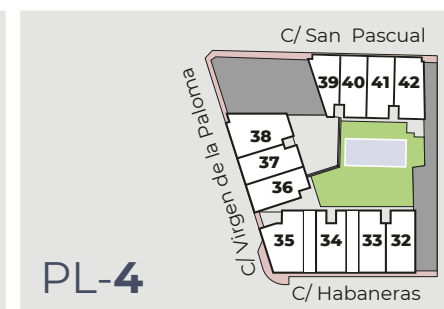 C/ San Pascual
39 40 41 42
C/ Virgen de la Paloma
38
37
36
35 34 33 32
PL-4
C/ Habaneras